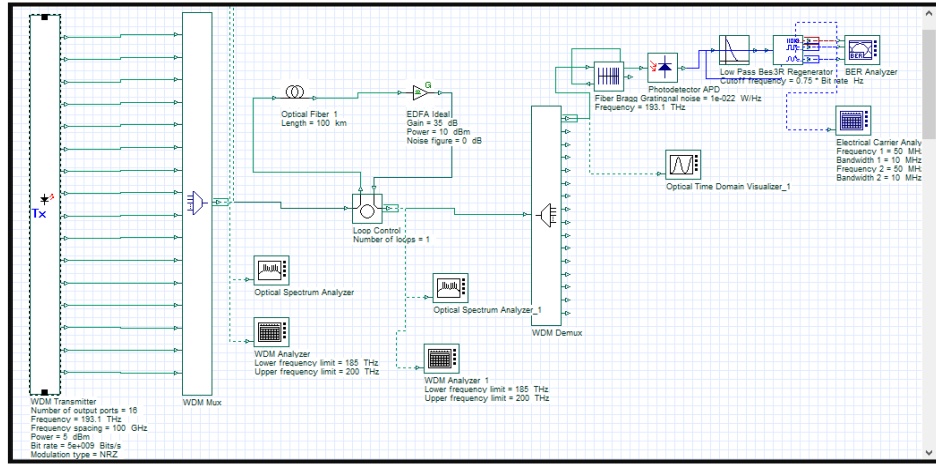 Tx
WDM Transmitter
Number of output ports = 16
Frequency = 193.1 THz
Frequency spacing = 100 GHz
Power = 5 dBm
Bit rate = 5e+009 Bits/s
Modulation type = NRZ
WDM Mux
Optical Fiber 1
Length = 100 km
EDFA Ideal
Gain = 35 dB
Power = 10 dBm
Noise figure = 0 dB
Loop Control
Number of loops = 1
Optical Spectrum Analyzer
WDM Analyzer
Lower frequency limit = 185 THz
Upper frequency limit = 200 THz
Optical Spectrum Analyzer_1
WDM Analyzer 1
Lower frequency limit = 185 THz
Upper frequency limit = 200 THz
WDM Demux
Fiber Bragg Grating
Frequency = 193.1 THz
Photodetector APD
noise = 1e-022 W/Hz
Low Pass Bes
Cutoff frequency = 0.75 * Bit rate Hz
3R Regenerator
BER
BER Analyzer
Optical Time Domain Visualizer_1
Electrical Carrier Analy
Frequency 1 = 50 MHz
Bandwidth 1 = 10 MHz
Frequency 2 = 50 MHz
Bandwidth 2 = 10 MHz